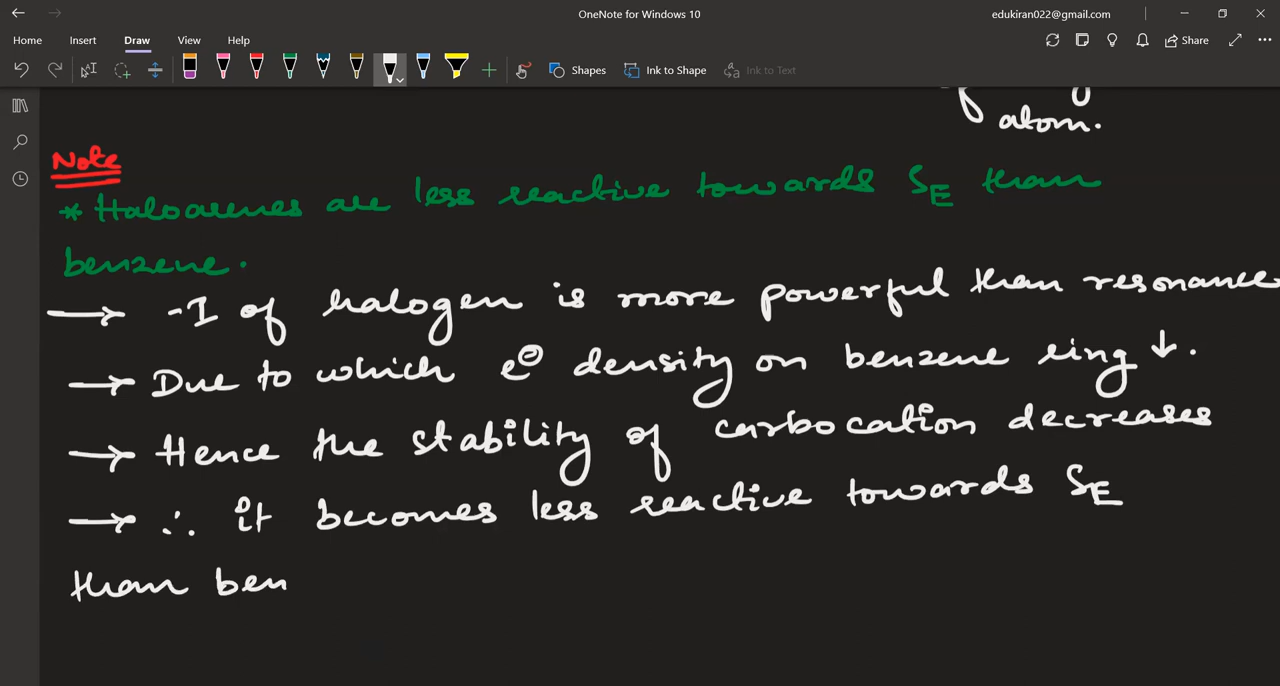 OneNote for Windows 10
edukiran022@gmail.com
Home Insert Draw View Help
Share
Shapes Ink to Shape Ink to Text
atom.
Note
* Haloarenes are less reactive towards SE than
benzene.
→ -I of halogen is more powerful than resonance
→ Due to which e⊖ density on benzene ring ↓.
→ Hence the stability of carbocation decreases
→ ∴ it becomes less reactive towards SE
than ben